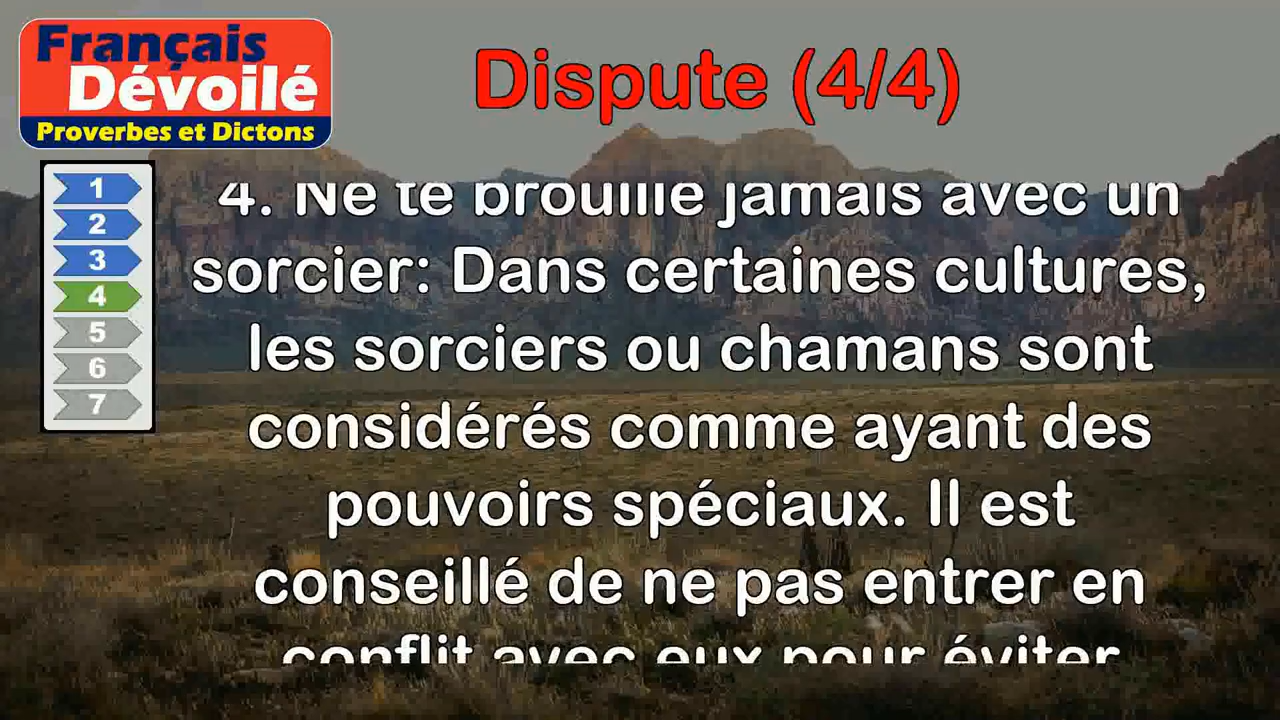 Français
Dévoilé
Proverbes et Dictons
Dispute (4/4)
1
2
3
4
5
6
7
4. Ne te brouille jamais avec un
sorcier: Dans certaines cultures,
les sorciers ou chamans sont
considérés comme ayant des
pouvoirs spéciaux. Il est
conseillé de ne pas entrer en
conflit avec eux pour éviter